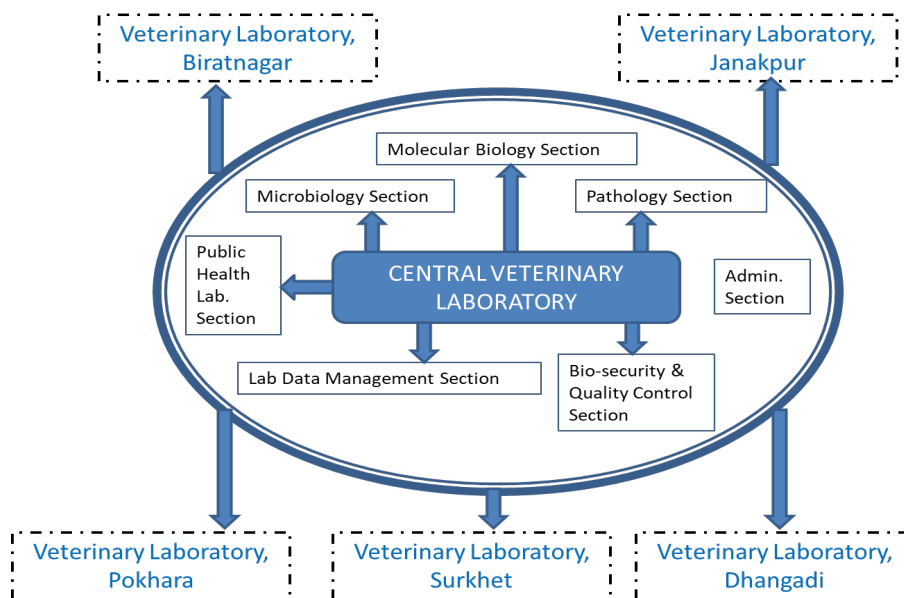 Veterinary Laboratory,
Biratnagar
Veterinary Laboratory,
Janakpur
Molecular Biology Section
Microbiology Section
Pathology Section
Public
Health
Lab.
Section
CENTRAL VETERINARY
LABORATORY
Admin.
Section
Lab Data Management Section
Bio-security &
Quality Control
Section
Veterinary Laboratory,
Pokhara
Veterinary Laboratory,
Surkhet
Veterinary Laboratory,
Dhangadi